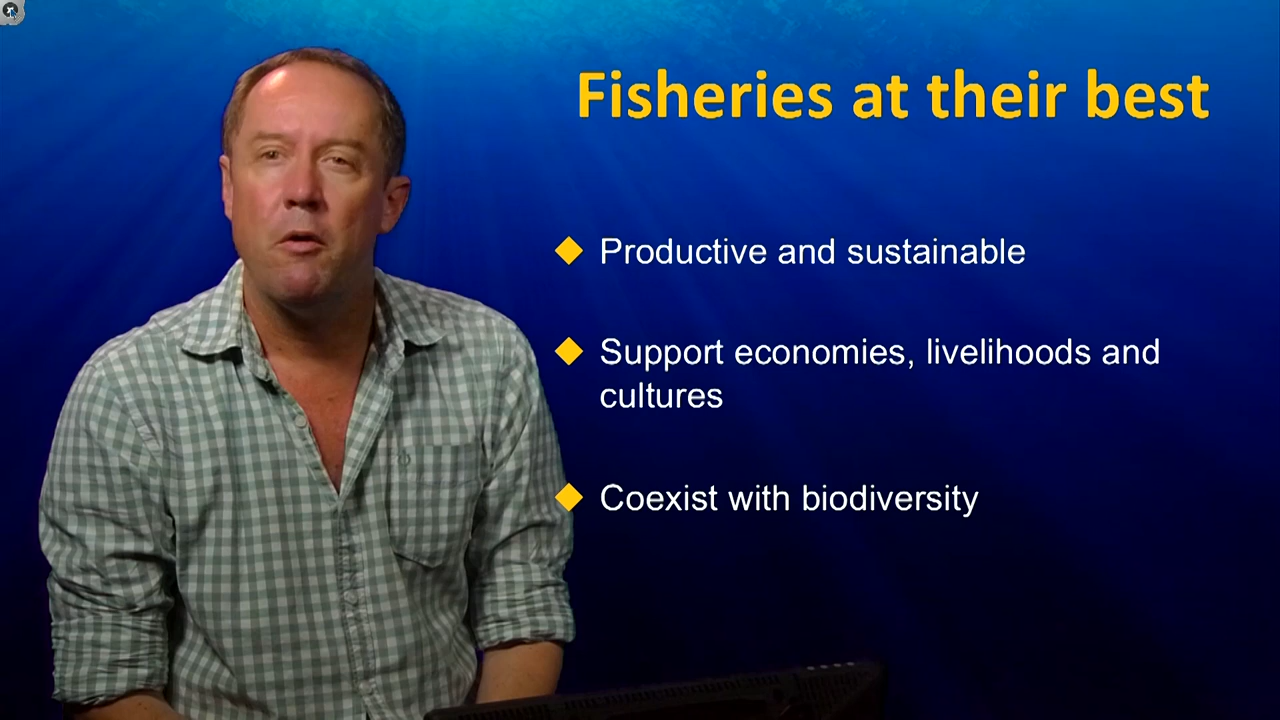 Fisheries at their best
Productive and sustainable
Support economies, livelihoods and
cultures
Coexist with biodiversity